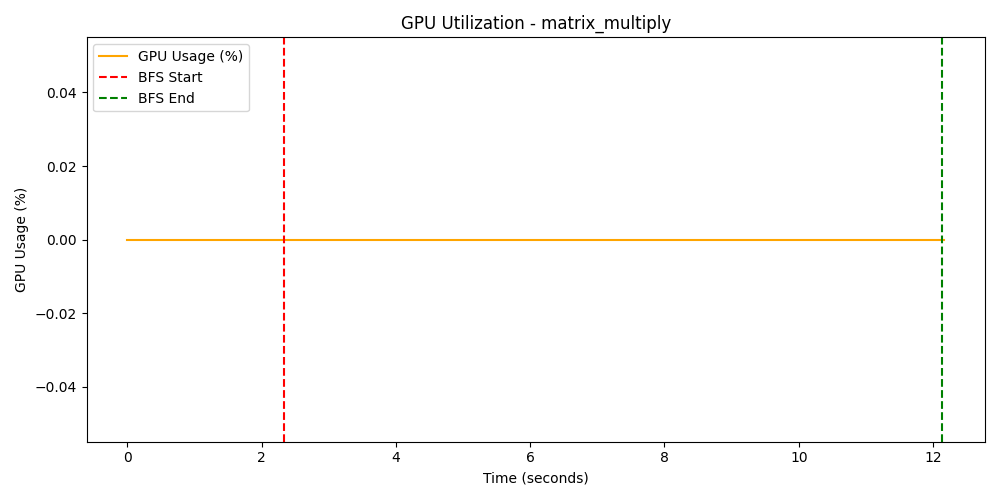 GPU Utilization - matrix_multiply
GPU Usage (%)
BFS Start
BFS End
0.04
0.02
0.00
−0.02
−0.04
GPU Usage (%)
0 2 4 6 8 10 12
Time (seconds)